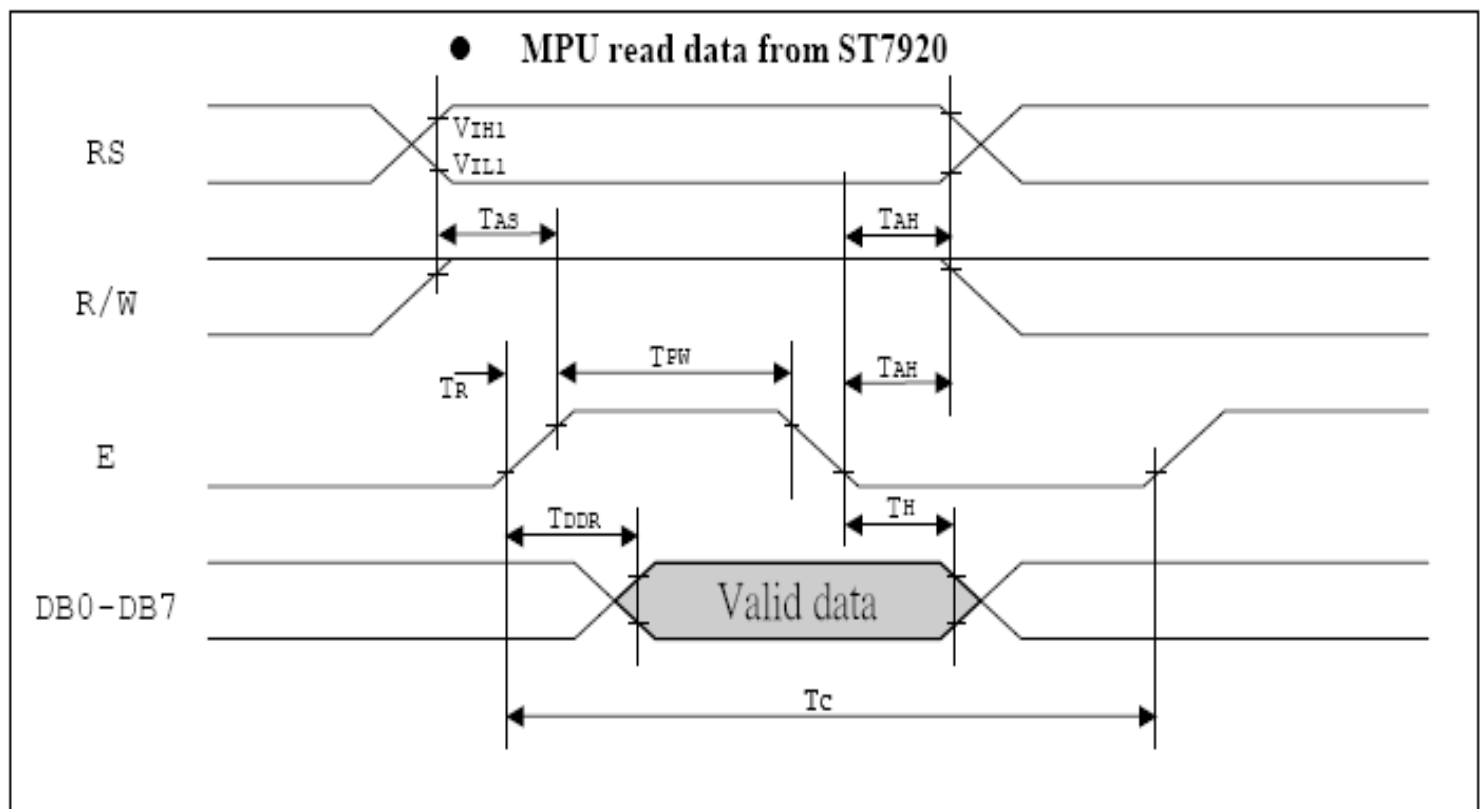 ● MPU read data from ST7920
RS
VIH1
VIL1
TAS
TAH
R/W
TPW
TAH
TR
E
TDDR
TH
DB0-DB7
Valid data
TC